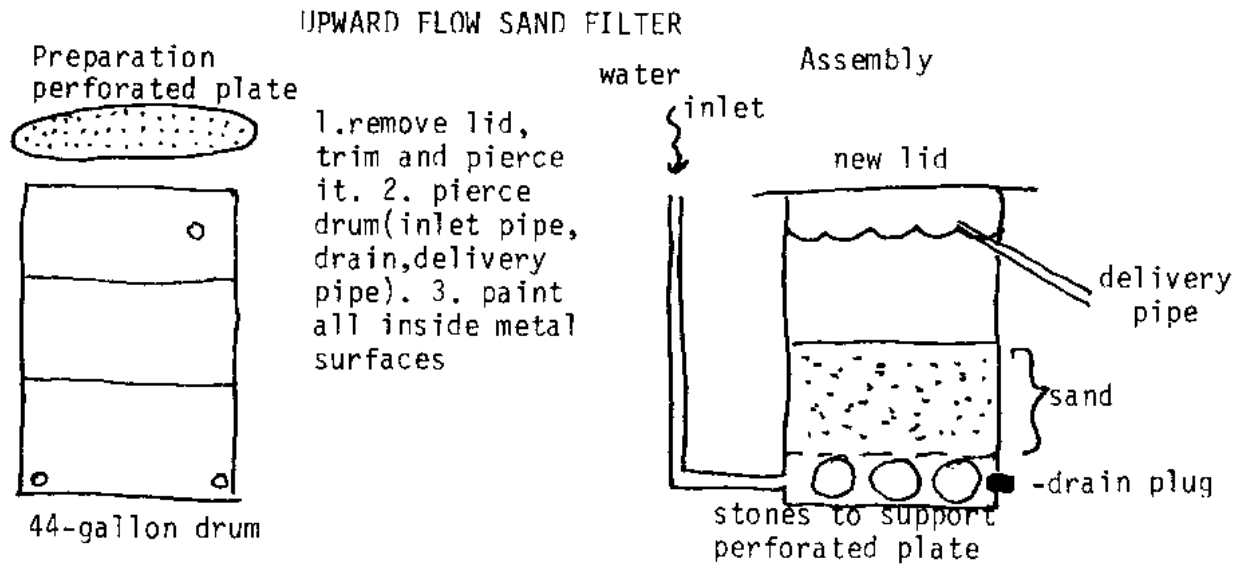 UPWARD FLOW SAND FILTER
Preparation
perforated plate
1.remove lid,
trim and pierce
it. 2. pierce
drum(inlet pipe,
drain,delivery
pipe). 3. paint
all inside metal
surfaces
44-gallon drum
Assembly
water
inlet
new lid
delivery
pipe
sand
-drain plug
stones to support
perforated plate